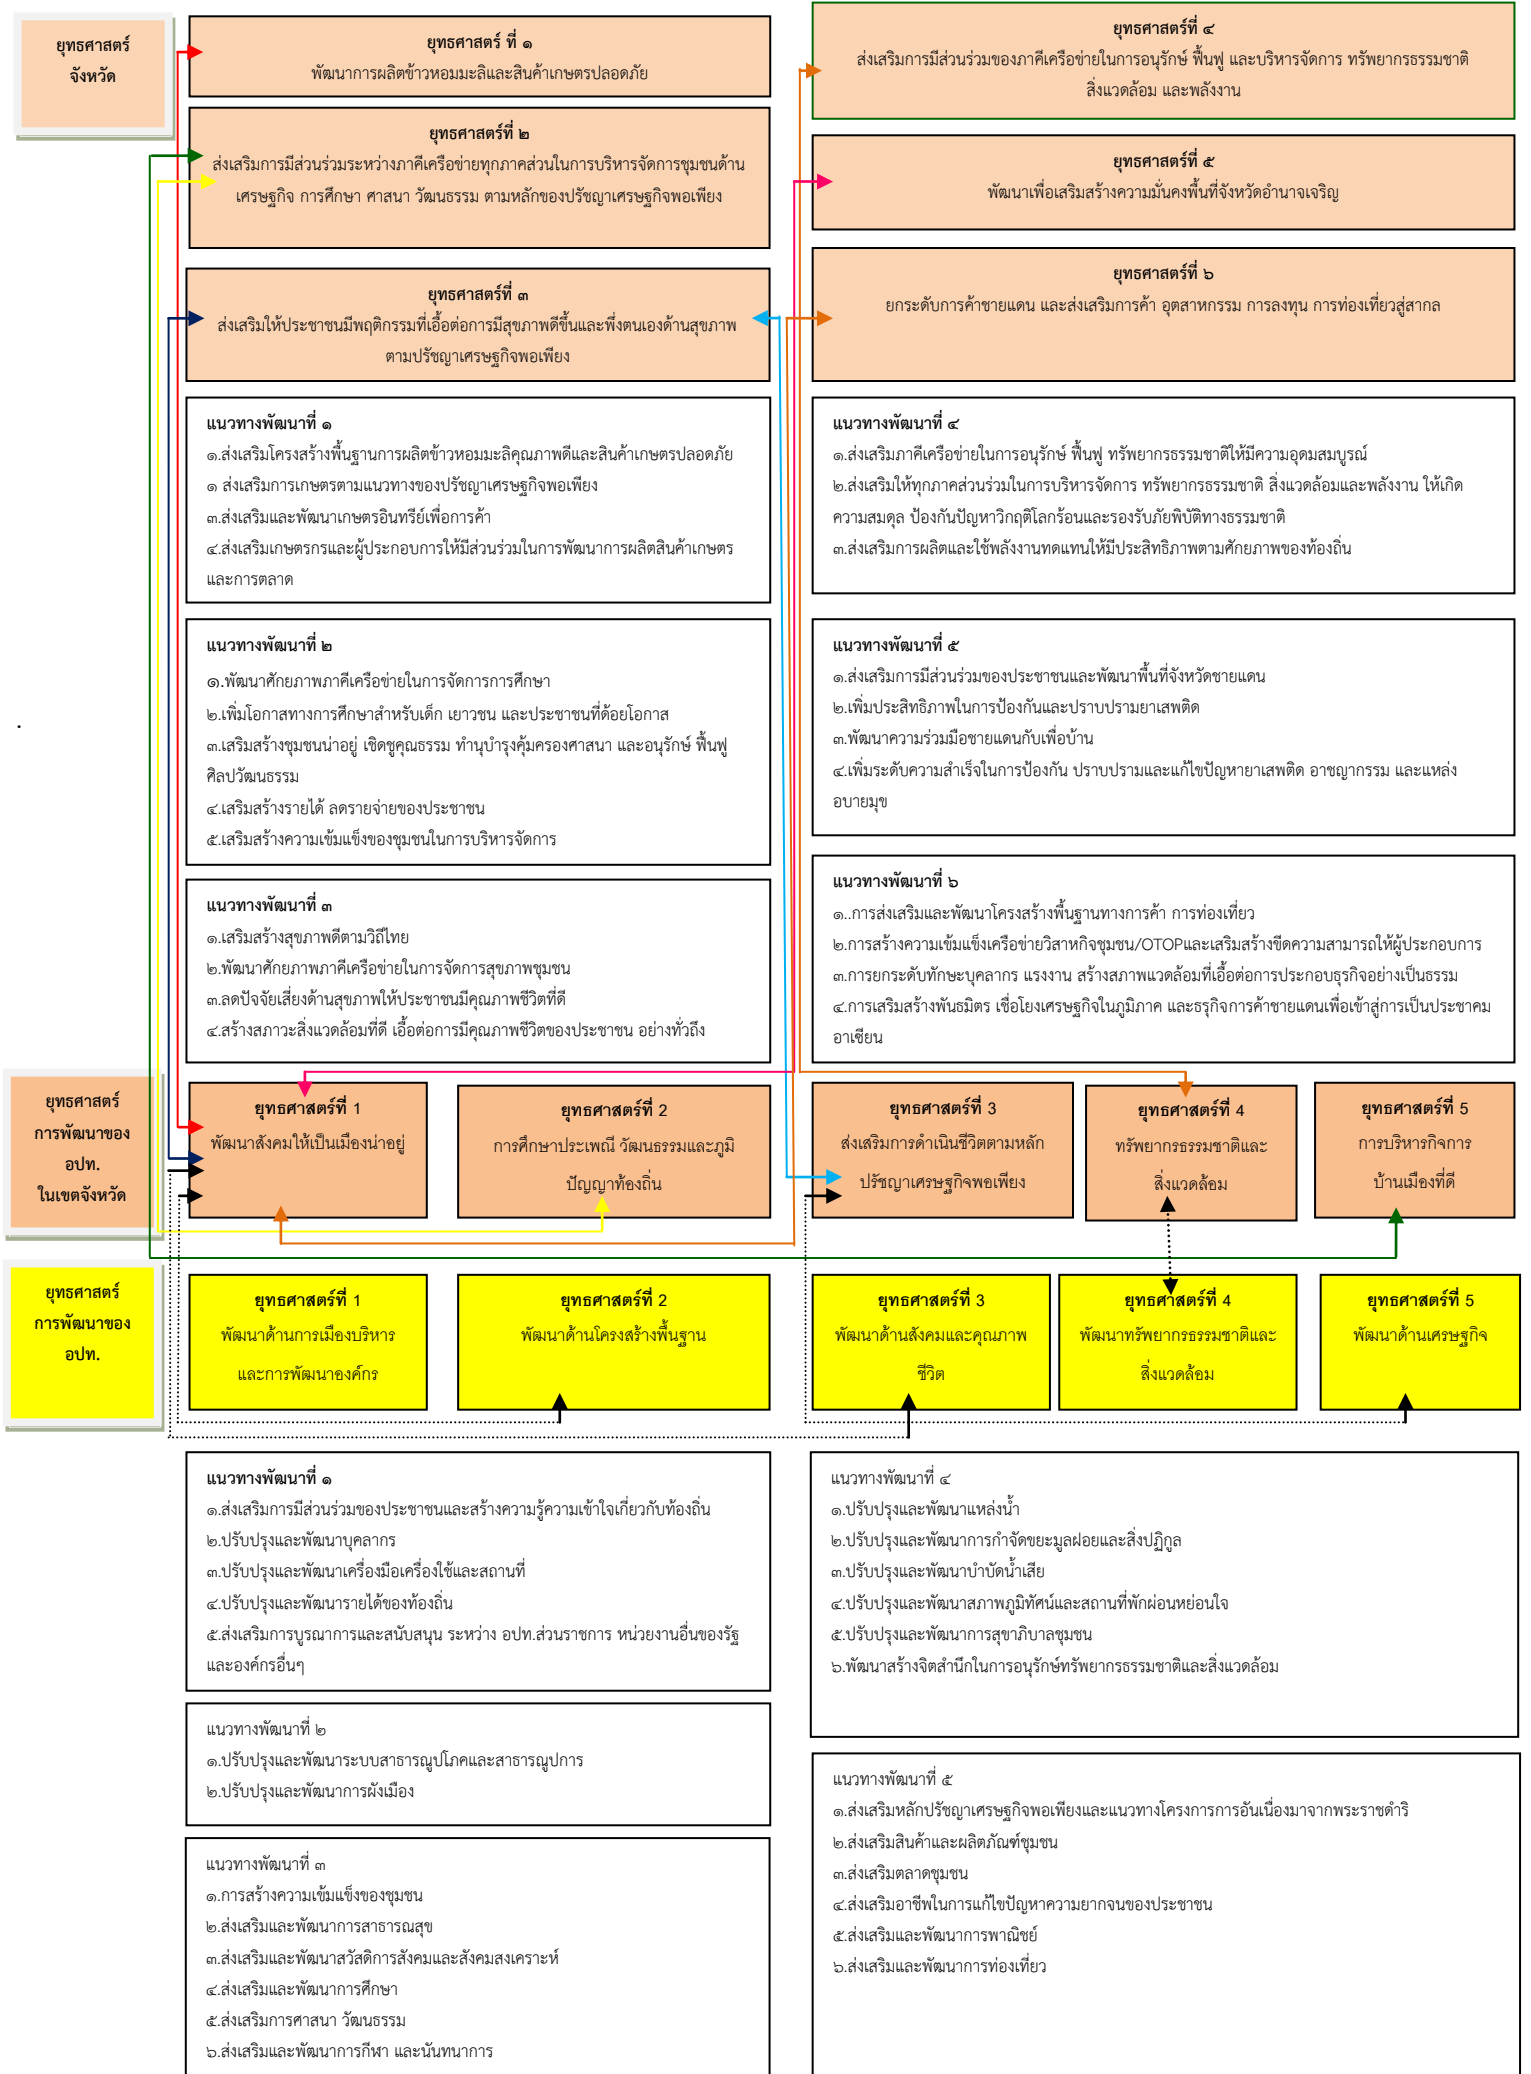 ยุทธศาสตร์
จังหวัด
ยุทธศาสตร์ ที่ ๑
พัฒนาการผลิตข้าวหอมมะลิและสินค้าเกษตรปลอดภัย
ยุทธศาสตร์ที่ ๒
ส่งเสริมการมีส่วนร่วมระหว่างภาคีเครือข่ายทุกภาคส่วนในการบริหารจัดการชุมชนด้าน
เศรษฐกิจ การศึกษา ศาสนา วัฒนธรรม ตามหลักของปรัชญาเศรษฐกิจพอเพียง
ยุทธศาสตร์ที่ ๓
ส่งเสริมให้ประชาชนมีพฤติกรรมที่เอื้อต่อการมีสุขภาพดีขึ้นและพึ่งตนเองด้านสุขภาพ
ตามปรัชญาเศรษฐกิจพอเพียง
ยุทธศาสตร์ที่ ๔
ส่งเสริมการมีส่วนร่วมของภาคีเครือข่ายในการอนุรักษ์ ฟื้นฟู และบริหารจัดการ ทรัพยากรธรรมชาติ
สิ่งแวดล้อม และพลังงาน
ยุทธศาสตร์ที่ ๕
พัฒนาเพื่อเสริมสร้างความมั่นคงพื้นที่จังหวัดอำนาจเจริญ
ยุทธศาสตร์ที่ ๖
ยกระดับการค้าชายแดน และส่งเสริมการค้า อุตสาหกรรม การลงทุน การท่องเที่ยวสู่สากล
แนวทางพัฒนาที่ ๑
๑.ส่งเสริมโครงสร้างพื้นฐานการผลิตข้าวหอมมะลิคุณภาพดีและสินค้าเกษตรปลอดภัย
๑ ส่งเสริมการเกษตรตามแนวทางของปรัชญาเศรษฐกิจพอเพียง
๓.ส่งเสริมและพัฒนาเกษตรอินทรีย์เพื่อการค้า
๔.ส่งเสริมเกษตรกรและผู้ประกอบการให้มีส่วนร่วมในการพัฒนาการผลิตสินค้าเกษตร
และการตลาด
แนวทางพัฒนาที่ ๒
๑.พัฒนาศักยภาพภาคีเครือข่ายในการจัดการการศึกษา
๒.เพิ่มโอกาสทางการศึกษาสำหรับเด็ก เยาวชน และประชาชนที่ด้อยโอกาส
๓.เสริมสร้างชุมชนน่าอยู่ เชิดชูคุณธรรม ทำนุบำรุงคุ้มครองศาสนา และอนุรักษ์ ฟื้นฟู
ศิลปวัฒนธรรม
๔.เสริมสร้างรายได้ ลดรายจ่ายของประชาชน
๕.เสริมสร้างความเข้มแข็งของชุมชนในการบริหารจัดการ
แนวทางพัฒนาที่ ๓
๑.เสริมสร้างสุขภาพดีตามวิถีไทย
๒.พัฒนาศักยภาพภาคีเครือข่ายในการจัดการสุขภาพชุมชน
๓.ลดปัจจัยเสี่ยงด้านสุขภาพให้ประชาชนมีคุณภาพชีวิตที่ดี
๔.สร้างสภาวะสิ่งแวดล้อมที่ดี เอื้อต่อการมีคุณภาพชีวิตของประชาชน อย่างทั่วถึง
แนวทางพัฒนาที่ ๔
๑.ส่งเสริมภาคีเครือข่ายในการอนุรักษ์ ฟื้นฟู ทรัพยากรธรรมชาติให้มีความอุดมสมบูรณ์
๒.ส่งเสริมให้ทุกภาคส่วนร่วมในการบริหารจัดการ ทรัพยากรธรรมชาติ สิ่งแวดล้อมและพลังงาน ให้เกิด
ความสมดุล ป้องกันปัญหาวิกฤติโลกร้อนและรองรับภัยพิบัติทางธรรมชาติ
๓.ส่งเสริมการผลิตและใช้พลังงานทดแทนให้มีประสิทธิภาพตามศักยภาพของท้องถิ่น
แนวทางพัฒนาที่ ๕
๑.ส่งเสริมการมีส่วนร่วมของประชาชนและพัฒนาพื้นที่จังหวัดชายแดน
๒.เพิ่มประสิทธิภาพในการป้องกันและปราบปรามยาเสพติด
๓.พัฒนาความร่วมมือชายแดนกับเพื่อบ้าน
๔.เพิ่มระดับความสำเร็จในการป้องกัน ปราบปรามและแก้ไขปัญหายาเสพติด อาชญากรรม และแหล่ง
อบายมุข
แนวทางพัฒนาที่ ๖
๑..การส่งเสริมและพัฒนาโครงสร้างพื้นฐานทางการค้า การท่องเที่ยว
๒.การสร้างความเข้มแข็งเครือข่ายวิสาหกิจชุมชน/OTOPและเสริมสร้างขีดความสามารถให้ผู้ประกอบการ
๓.การยกระดับทักษะบุคลากร แรงงาน สร้างสภาพแวดล้อมที่เอื้อต่อการประกอบธุรกิจอย่างเป็นธรรม
๔.การเสริมสร้างพันธมิตร เชื่อโยงเศรษฐกิจในภูมิภาค และธรุกิจการค้าชายแดนเพื่อเข้าสู่การเป็นประชาคม
อาเซียน
.
ยุทธศาสตร์
การพัฒนาของ
อปท.
ในเขตจังหวัด
ยุทธศาสตร์ที่ 1
พัฒนาสังคมให้เป็นเมืองน่าอยู่
ยุทธศาสตร์ที่ 2
การศึกษาประเพณี วัฒนธรรมและภูมิ
ปัญญาท้องถิ่น
ยุทธศาสตร์ที่ 3
ส่งเสริมการดำเนินชีวิตตามหลัก
ปรัชญาเศรษฐกิจพอเพียง
ยุทธศาสตร์ที่ 4
ทรัพยากรธรรมชาติและ
สิ่งแวดล้อม
ยุทธศาสตร์ที่ 5
การบริหารกิจการ
บ้านเมืองที่ดี
ยุทธศาสตร์
การพัฒนาของ
อปท.
ยุทธศาสตร์ที่ 1
พัฒนาด้านการเมืองบริหาร
และการพัฒนาองค์กร
ยุทธศาสตร์ที่ 2
พัฒนาด้านโครงสร้างพื้นฐาน
ยุทธศาสตร์ที่ 3
พัฒนาด้านสังคมและคุณภาพ
ชีวิต
ยุทธศาสตร์ที่ 4
พัฒนาทรัพยากรธรรมชาติและ
สิ่งแวดล้อม
ยุทธศาสตร์ที่ 5
พัฒนาด้านเศรษฐกิจ
แนวทางพัฒนาที่ ๑
๑.ส่งเสริมการมีส่วนร่วมของประชาชนและสร้างความรู้ความเข้าใจเกี่ยวกับท้องถิ่น
๒.ปรับปรุงและพัฒนาบุคลากร
๓.ปรับปรุงและพัฒนาเครื่องมือเครื่องใช้และสถานที่
๔.ปรับปรุงและพัฒนารายได้ของท้องถิ่น
๕.ส่งเสริมการบูรณาการและสนับสนุน ระหว่าง อปท.ส่วนราชการ หน่วยงานอื่นของรัฐ
และองค์กรอื่นๆ
แนวทางพัฒนาที่ ๒
๑.ปรับปรุงและพัฒนาระบบสาธารณูปโภคและสาธารณูปการ
๒.ปรับปรุงและพัฒนาการผังเมือง
แนวทางพัฒนาที่ ๓
๑.การสร้างความเข้มแข็งของชุมชน
๒.ส่งเสริมและพัฒนาการสาธารณสุข
๓.ส่งเสริมและพัฒนาสวัสดิการสังคมและสังคมสงเคราะห์
๔.ส่งเสริมและพัฒนาการศึกษา
๕.ส่งเสริมการศาสนา วัฒนธรรม
๖.ส่งเสริมและพัฒนาการกีฬา และนันทนาการ
แนวทางพัฒนาที่ ๔
๑.ปรับปรุงและพัฒนาแหล่งน้ำ
๒.ปรับปรุงและพัฒนาการกำจัดขยะมูลฝอยและสิ่งปฏิกูล
๓.ปรับปรุงและพัฒนาบำบัดน้ำเสีย
๔.ปรับปรุงและพัฒนาสภาพภูมิทัศน์และสถานที่พักผ่อนหย่อนใจ
๕.ปรับปรุงและพัฒนาการสุขาภิบาลชุมชน
๖.พัฒนาสร้างจิตสำนึกในการอนุรักษ์ทรัพยากรธรรมชาติและสิ่งแวดล้อม
แนวทางพัฒนาที่ ๕
๑.ส่งเสริมหลักปรัชญาเศรษฐกิจพอเพียงและแนวทางโครงการการอันเนื่องมาจากพระราชดำริ
๒.ส่งเสริมสินค้าและผลิตภัณฑ์ชุมชน
๓.ส่งเสริมตลาดชุมชน
๔.ส่งเสริมอาชีพในการแก้ไขปัญหาความยากจนของประชาชน
๕.ส่งเสริมและพัฒนาการพาณิชย์
๖.ส่งเสริมและพัฒนาการท่องเที่ยว